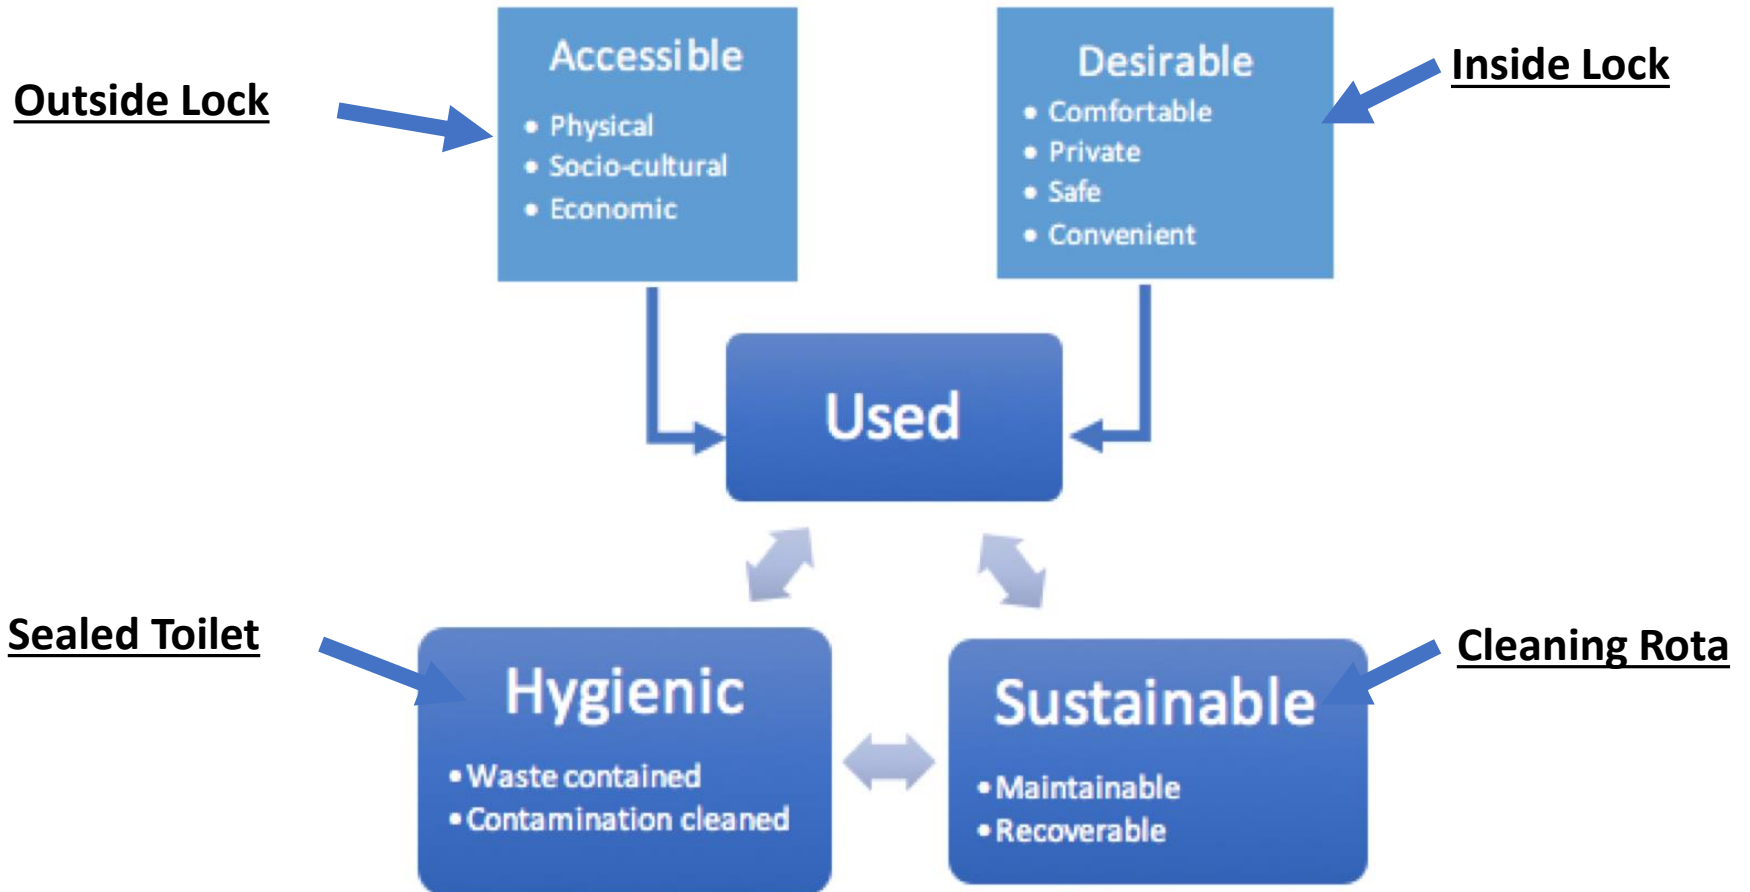 Outside Lock
Accessible
• Physical
• Socio-cultural
• Economic
Desirable
• Comfortable
• Private
• Safe
• Convenient
Inside Lock
Used
Sealed Toilet
Hygienic
• Waste contained
• Contamination cleaned
Sustainable
• Maintainable
• Recoverable
Cleaning Rota